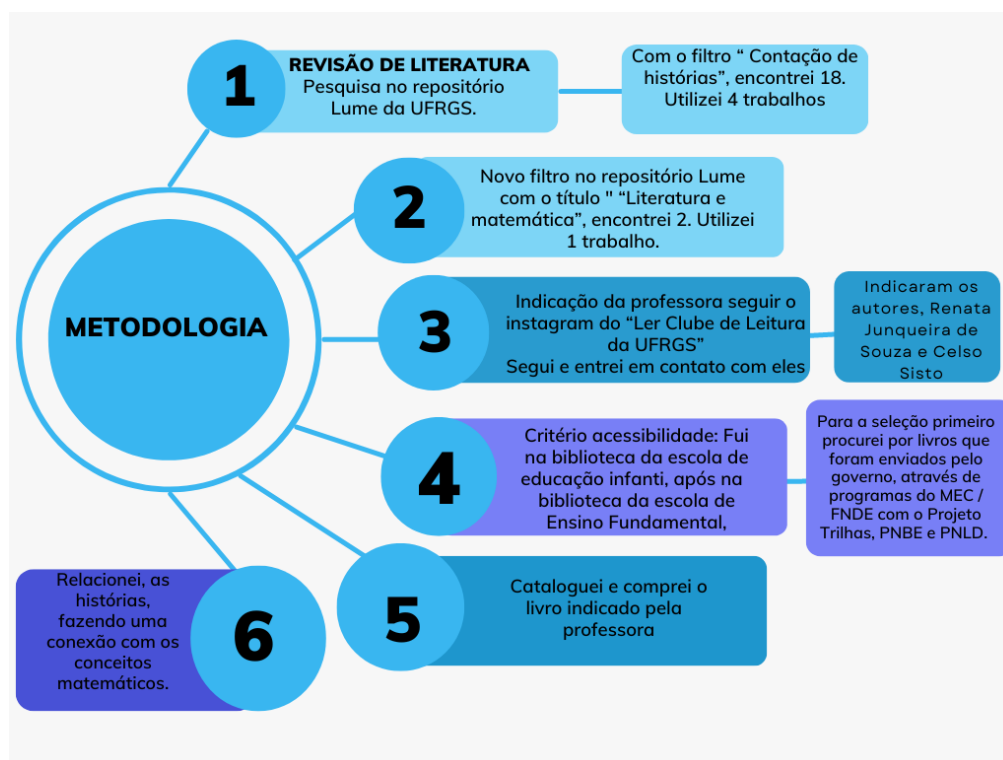 METODOLOGIA
1
REVISÃO DE LITERATURA
Pesquisa no repositório
Lume da UFRGS.
Com o filtro “ Contação de
histórias”, encontrei 18.
Utilizei 4 trabalhos
2
Novo filtro no repositório Lume
com o título " “Literatura e
matemática”, encontrei 2. Utilizei
1 trabalho.
3
Indicação da professora seguir o
instagram do “Ler Clube de Leitura
da UFRGS”
Segui e entrei em contato com eles
Indicaram os
autores, Renata
Junqueira de
Souza e Celso
Sisto
4
Critério acessibilidade: Fui
na biblioteca da escola de
educação infanti, após na
biblioteca da escola de
Ensino Fundamental,
Para a seleção primeiro
procurei por livros que
foram enviados pelo
governo, através de
programas do MEC /
FNDE com o Projeto
Trilhas, PNBE e PNLD.
5
Cataloguei e comprei o
livro indicado pela
professora
6
Relacionei, as
histórias,
fazendo uma
conexão com os
conceitos
matemáticos.